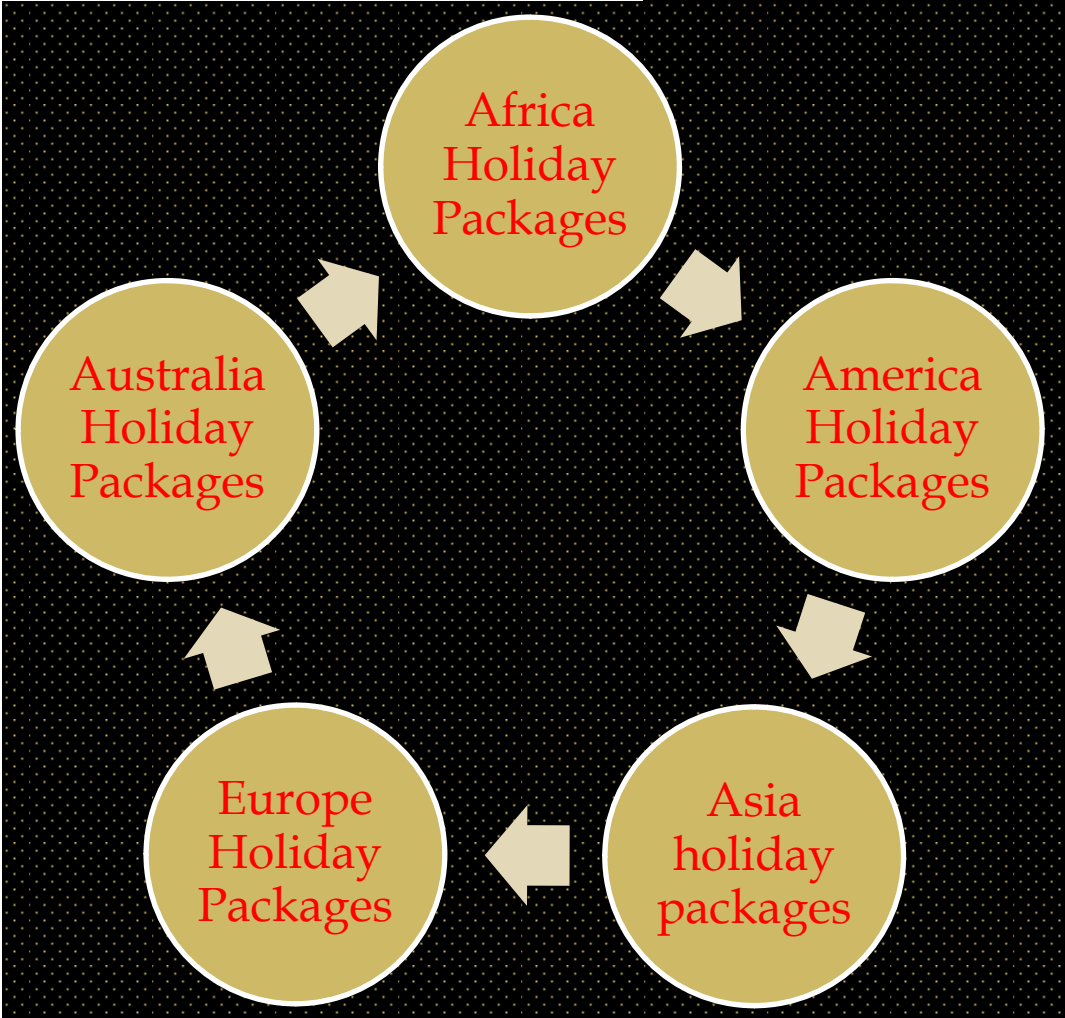 Africa
Holiday
Packages
America
Holiday
Packages
Asia
holiday
packages
Europe
Holiday
Packages
Australia
Holiday
Packages